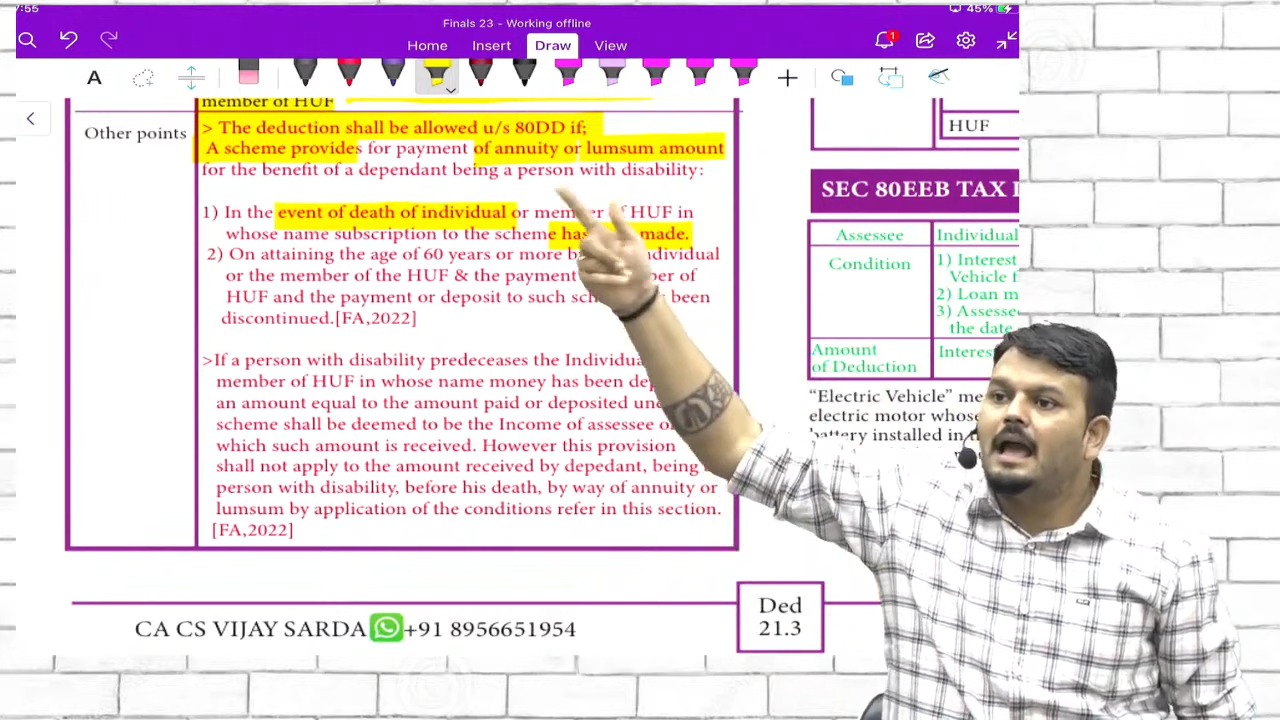 7:55
45%
Finals 23 - Working offline
Home Insert Draw View
1
A
member of HUF
Other points
> The deduction shall be allowed u/s 80DD if;
A scheme provides for payment of annuity or lumsum amount
for the benefit of a dependant being a person with disability:
1) In the event of death of individual or member of HUF in
whose name subscription to the scheme has made.
2) On attaining the age of 60 years or more individual
or the member of the HUF & the payment of
HUF and the payment or deposit to such been
discontinued.[FA,2022]
>If a person with disability predeceases the
member of HUF in whose name money has been
an amount equal to the amount paid or deposited
scheme shall be deemed to be the Income of assessee
which such amount is received. However this provision
shall not apply to the amount received by depedant, being
person with disability, before his death, by way of annuity or
lumsum by application of the conditions refer in this section.
[FA,2022]
CA CS VIJAY SARDA +91 8956651954
Ded
21.3
HUF
SEC 80EEB TAX
Assessee Individual
Condition
1) Interest
Vehicle
2) Loan
3)
the date
Amount
of Deduction
"Electric Vehicle"
electric motor
battery installed in